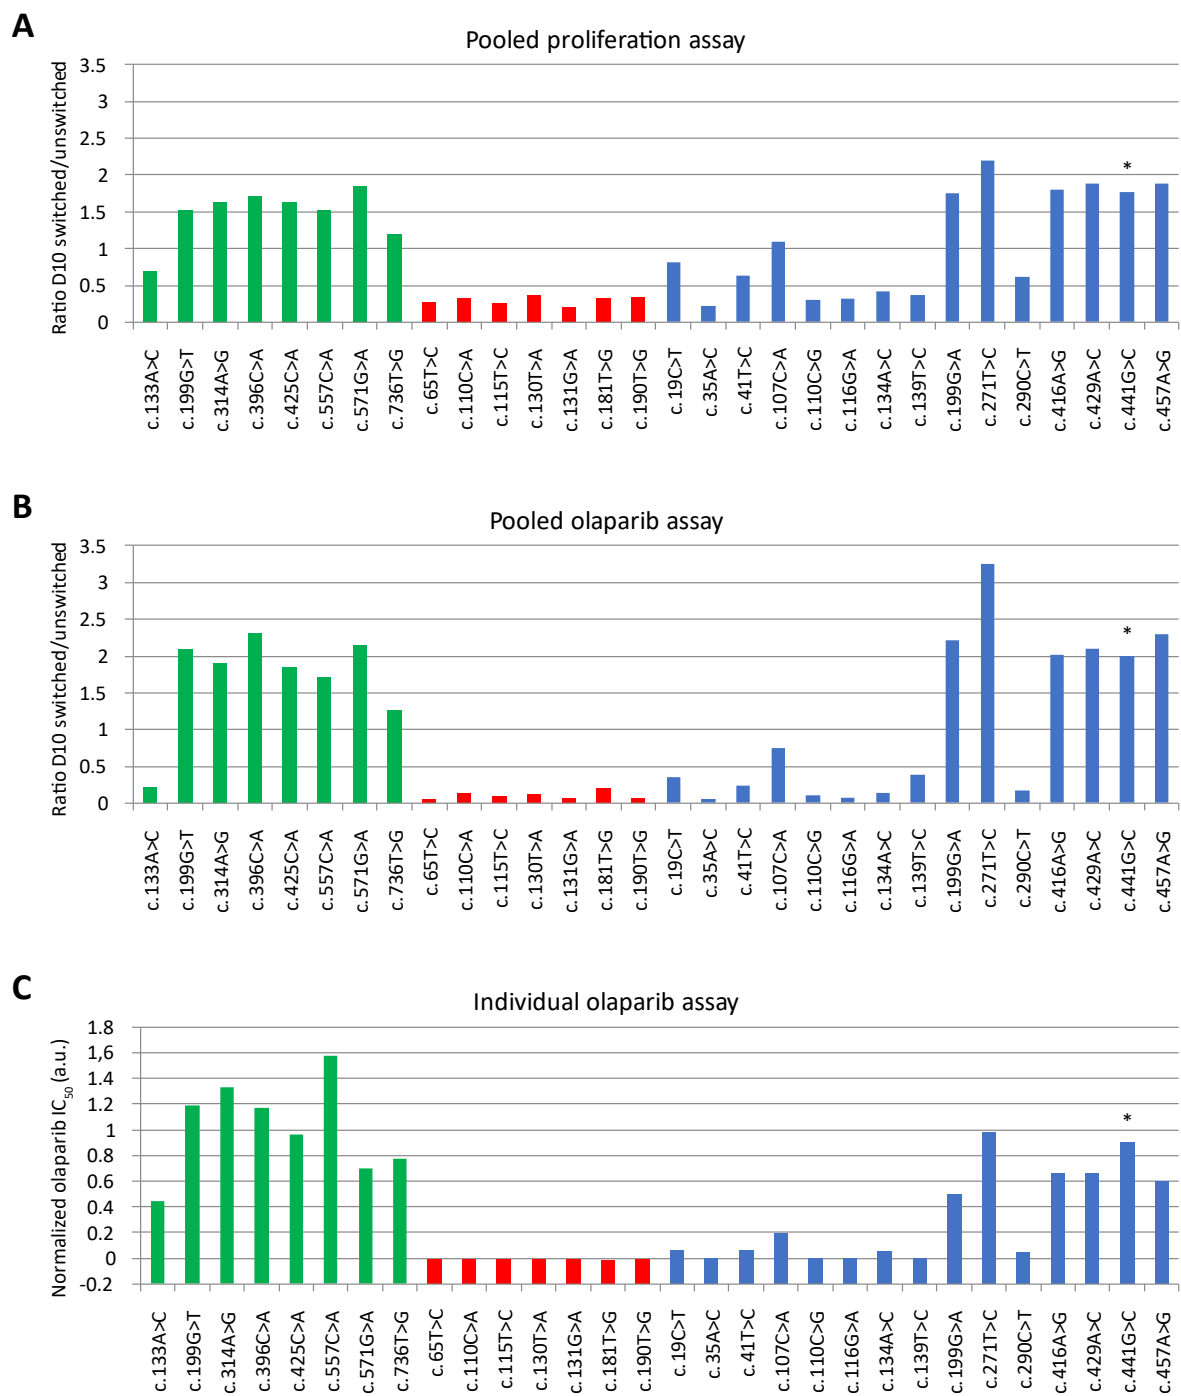 A
Pooled proliferation assay
Ratio D10 switched/unswitched
3.5
3
2.5
2
1.5
1
0.5
0
*
c.133A>C
c.199G>T
c.314A>G
c.396C>A
c.425C>A
c.557C>A
c.571G>A
c.736T>G
c.65T>C
c.110C>A
c.115T>C
c.130T>A
c.131G>A
c.181T>G
c.190T>G
c.19C>T
c.35A>C
c.41T>C
c.107C>A
c.110C>G
c.116G>A
c.134A>C
c.139T>C
c.199G>A
c.271T>C
c.290C>T
c.416A>G
c.429A>C
c.441G>C
c.457A>G
B
Pooled olaparib assay
Ratio D10 switched/unswitched
3.5
3
2.5
2
1.5
1
0.5
0
*
c.133A>C
c.199G>T
c.314A>G
c.396C>A
c.425C>A
c.557C>A
c.571G>A
c.736T>G
c.65T>C
c.110C>A
c.115T>C
c.130T>A
c.131G>A
c.181T>G
c.190T>G
c.19C>T
c.35A>C
c.41T>C
c.107C>A
c.110C>G
c.116G>A
c.134A>C
c.139T>C
c.199G>A
c.271T>C
c.290C>T
c.416A>G
c.429A>C
c.441G>C
c.457A>G
C
Individual olaparib assay
Normalized olaparib IC50 (a.u.)
1.8
1,6
1.4
1.2
1
0.8
0.6
0.4
0.2
0
-0.2
*
c.133A>C
c.199G>T
c.314A>G
c.396C>A
c.425C>A
c.557C>A
c.571G>A
c.736T>G
c.65T>C
c.110C>A
c.115T>C
c.130T>A
c.131G>A
c.181T>G
c.190T>G
c.19C>T
c.35A>C
c.41T>C
c.107C>A
c.110C>G
c.116G>A
c.134A>C
c.139T>C
c.199G>A
c.271T>C
c.290C>T
c.416A>G
c.429A>C
c.441G>C
c.457A>G